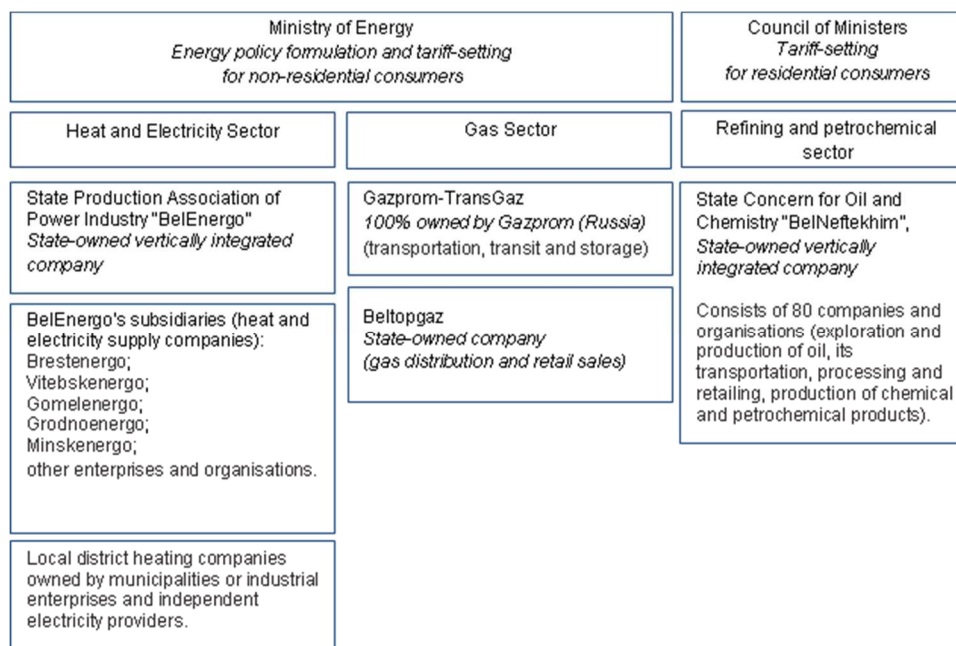 Ministry of Energy
Energy policy formulation and tariff-setting
for non-residential consumers
Council of Ministers
Tariff-setting
for residential consumers
Heat and Electricity Sector
Gas Sector
Refining and petrochemical
sector
State Production Association of
Power Industry "BelEnergo"
State-owned vertically integrated
company
Gazprom-TransGaz
100% owned by Gazprom (Russia)
(transportation, transit and storage)
State Concern for Oil and
Chemistry "BelNeftekhim",
State-owned vertically
integrated company
Consists of 80 companies and
organisations (exploration and
production of oil, its
transportation, processing and
retailing, production of chemical
and petrochemical products).
BelEnergo's subsidiaries (heat and
electricity supply companies):
Brestenergo;
Vitebskenergo;
Gomelenergo;
Grodnoenergo;
Minskenergo;
other enterprises and organisations.
Beltopgaz
State-owned company
(gas distribution and retail sales)
Local district heating companies
owned by municipalities or industrial
enterprises and independent
electricity providers.